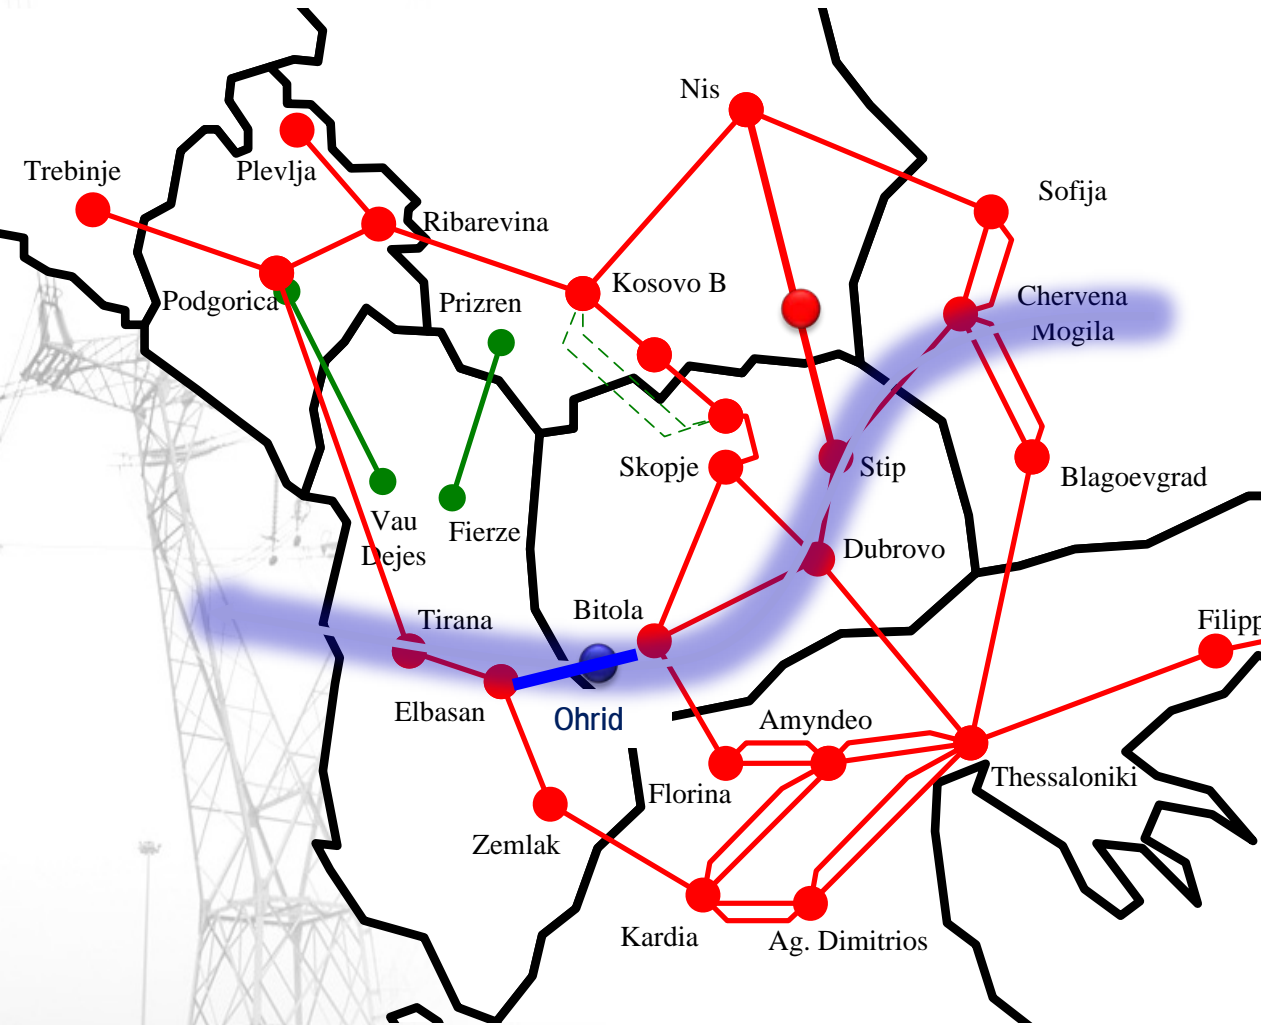 Nis
Trebinje
Plevlja
Sofija
Ribarevina
Kosovo B
Chervena
Mogila
Podgorica
Prizren
Skopje
Stip
Blagoevgrad
Vau
Dejes
Fierze
Dubrovo
Tirana
Bitola
Filipp
Elbasan
Ohrid
Amyndeo
Thessaloniki
Florina
Zemlak
Kardia
Ag. Dimitrios